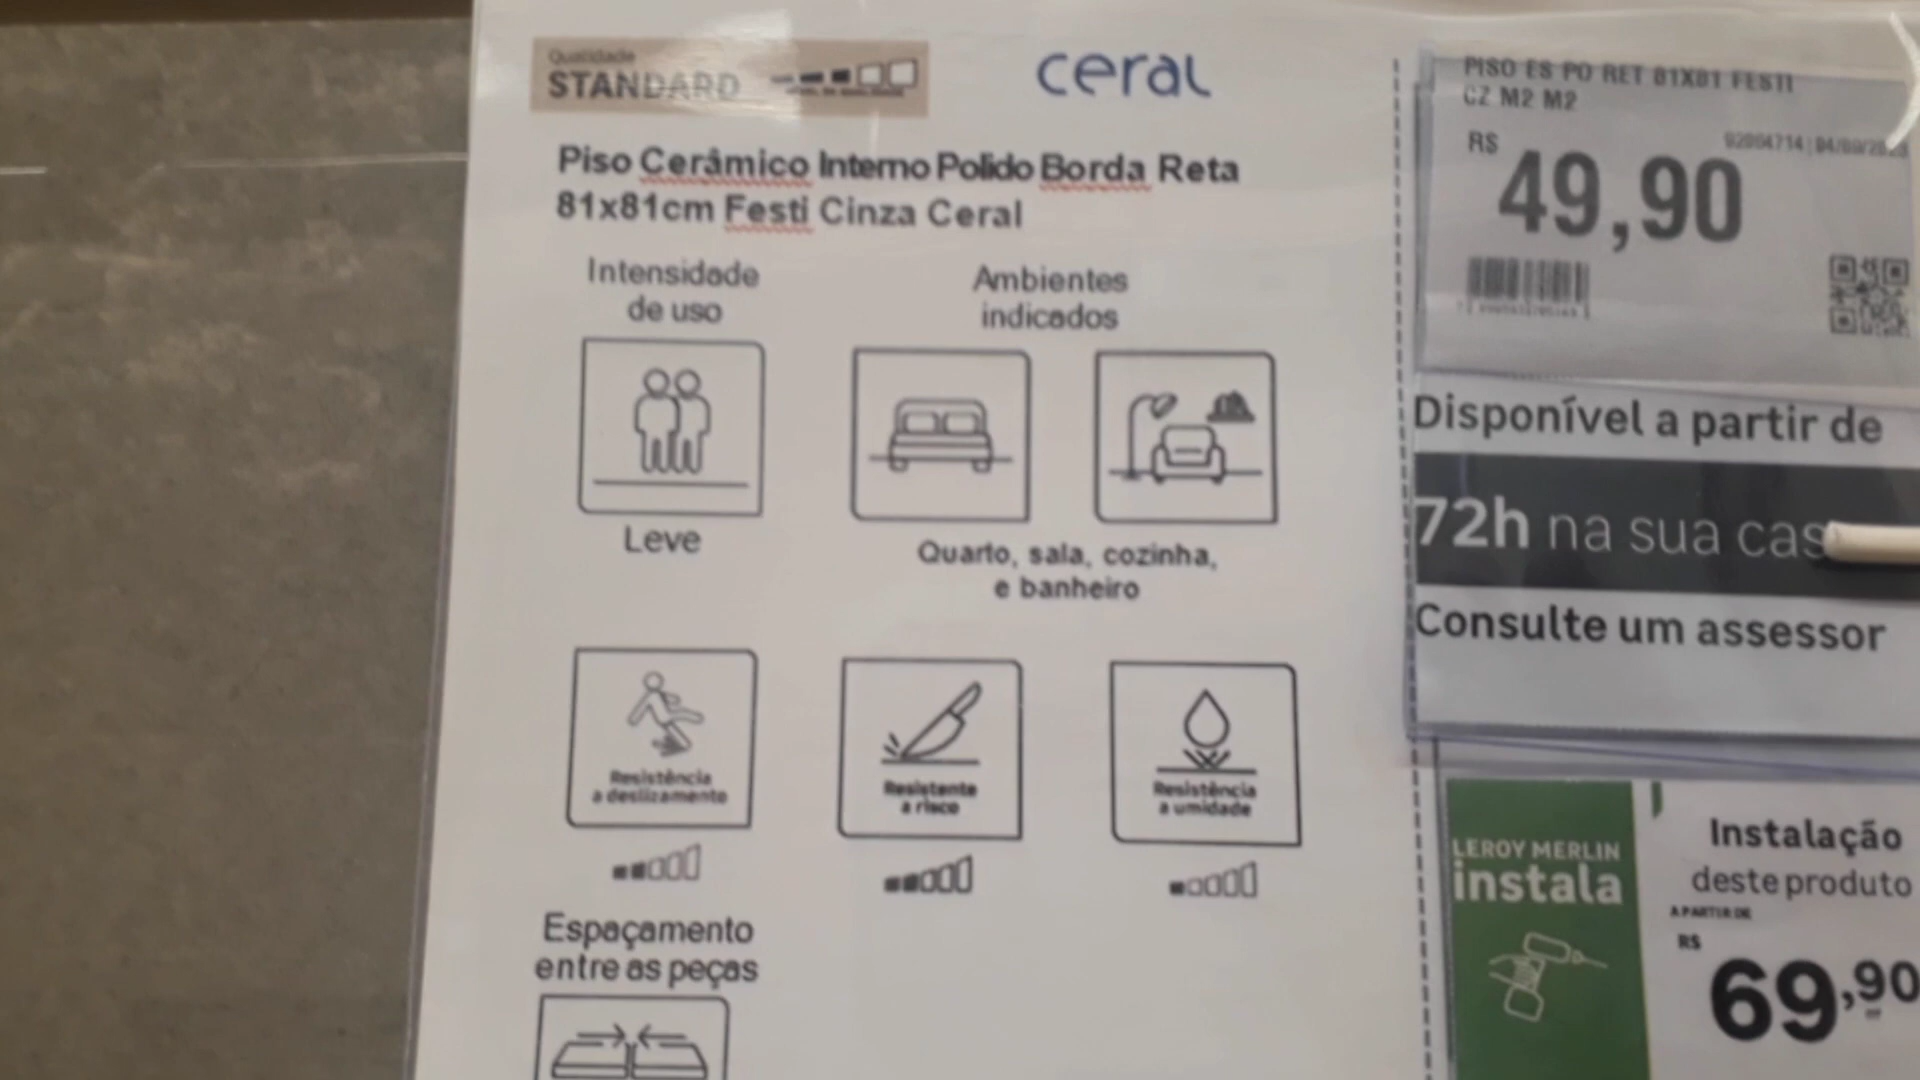 Qualidade
STANDARD
ceral
Piso Cerâmico Interno Polido Borda Reta
81x81cm Festi Cinza Ceral
Intensidade
de uso
Leve
Ambientes
indicados
Quarto, sala, cozinha,
e banheiro
Resistência
a deslizamento
Resistente
a risco
Resistência
a umidade
Espaçamento
entre as peças
PISO ES PO RET 81X81 FESTI
CZ M2 M2
R$ 49,90
Disponível a partir de
72h na sua cas
Consulte um assessor
LEROY MERLIN
instala
Instalação
deste produto
A PARTIR DE
R$
69,90
m²